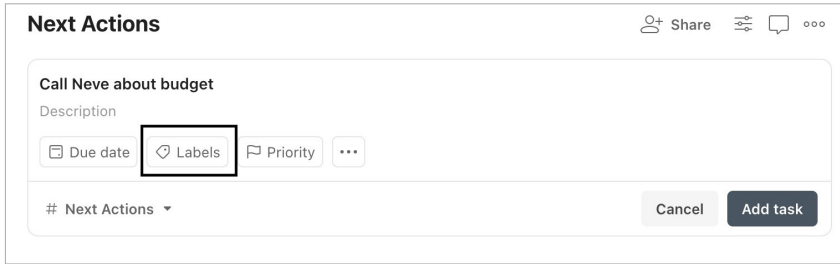 Next Actions
Share
Call Neve about budget
Description
Due date Labels Priority
# Next Actions
Cancel Add task